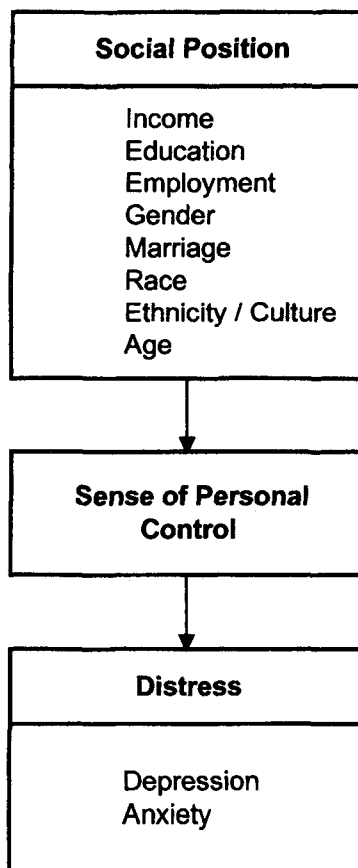 Social Position
Income
Education
Employment
Gender
Marriage
Race
Ethnicity / Culture
Age
Sense of Personal
Control
Distress
Depression
Anxiety